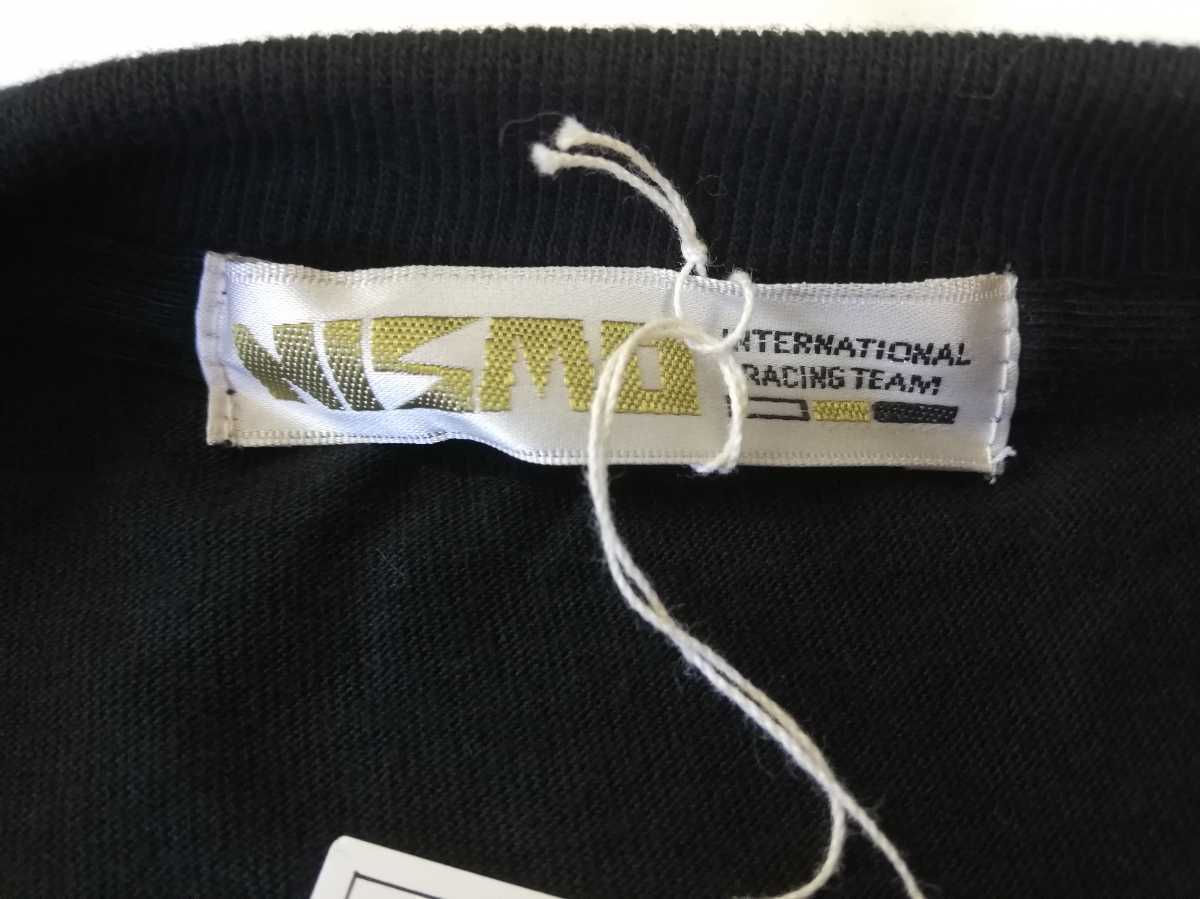 NISMO
INTERNATIONAL
RACING TEAM